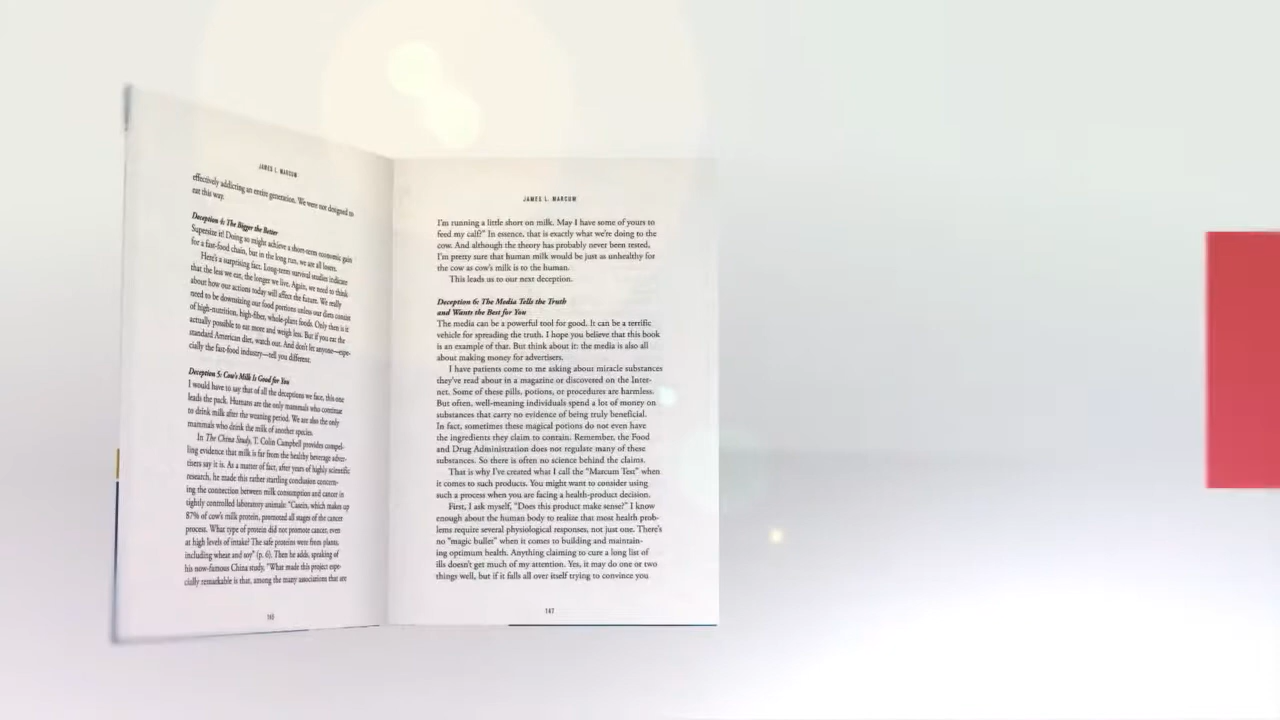 JAMES L. MARCUM
effectively addicting an entire generation. We were not designed to
eat this way.
Deception 4: The Bigger the Better
Supersize it! Doing so might achieve a short-term economic gain
for a fast-food chain, but in the long run, we are all losers.
Here's a surprising fact: Long-term survival studies indicate
that the less we eat, the longer we live. Again, we need to think
about how our actions today will affect the future. We really
need to be downsizing our food portions unless our diets consist
of high-nutrition, high-fiber, whole-plant foods. Only then is it
actually possible to eat more and weigh less. But if you eat the
standard American diet, watch out. And don't let anyone—espe-
cially the fast-food industry—tell you different.
Deception 5: Cow's Milk Is Good for You
I would have to say that of all the deceptions we face, this one
leads the pack. Humans are the only mammals who continue
to drink milk after the weaning period. We are also the only
mammals who drink the milk of another species.
In The China Study, T. Colin Campbell provides compel-
ling evidence that milk is far from the healthy beverage adver-
tisers say it is. As a matter of fact, after years of highly scientific
research, he made this rather startling conclusion concern-
ing the connection between milk consumption and cancer in
tightly controlled laboratory animals: "Casein, which makes up
87% of cow's milk protein, promoted all stages of the cancer
process. What type of protein did not promote cancer, even
at high levels of intake? The safe proteins were from plants,
including wheat and soy" (p. 6). Then he adds, speaking of
his now-famous China study, "What made this project espe-
cially remarkable is that, among the many associations that are
JAMES L. MARCUM
I'm running a little short on milk. May I have some of yours to
feed my calf?" In essence, that is exactly what we're doing to the
cow. And although the theory has probably never been tested,
I'm pretty sure that human milk would be just as unhealthy for
the cow as cow's milk is to the human.
This leads us to our next deception.
Deception 6: The Media Tells the Truth
and Wants the Best for You
The media can be a powerful tool for good. It can be a terrific
vehicle for spreading the truth. I hope you believe that this book
is an example of that. But think about it: the media is also all
about making money for advertisers.
I have patients come to me asking about miracle substances
they've read about in a magazine or discovered on the Inter-
net. Some of these pills, potions, or procedures are harmless.
But often, well-meaning individuals spend a lot of money on
substances that carry no evidence of being truly beneficial.
In fact, sometimes these magical potions do not even have
the ingredients they claim to contain. Remember, the Food
and Drug Administration does not regulate many of these
substances. So there is often no science behind the claims.
That is why I've created what I call the "Marcum Test" when
it comes to such products. You might want to consider using
such a process when you are facing a health-product decision.
First, I ask myself, "Does this product make sense?" I know
enough about the human body to realize that most health prob-
lems require several physiological responses, not just one. There's
no "magic bullet" when it comes to building and maintain-
ing optimum health. Anything claiming to cure a long list of
ills doesn't get much of my attention. Yes, it may do one or two
things well, but if it falls all over itself trying to convince you
147